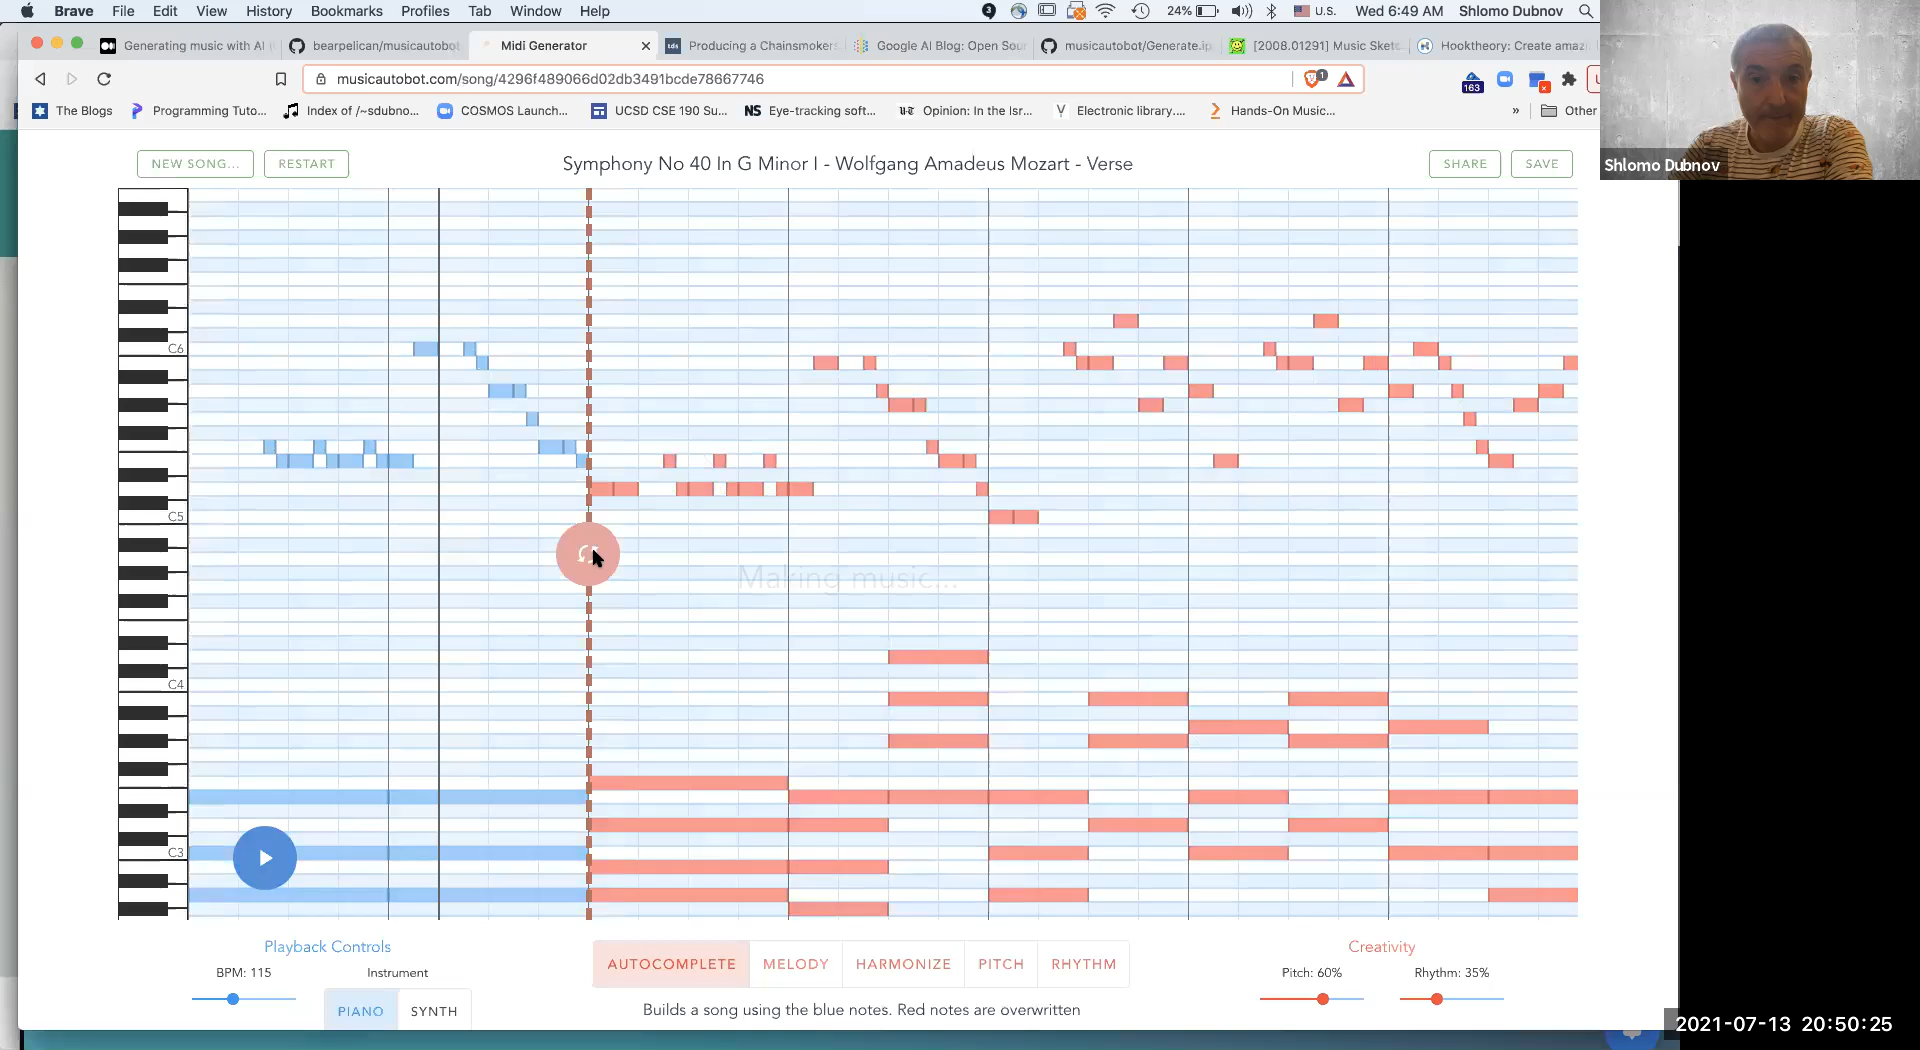 Brave File Edit View History Bookmarks Profiles Tab Window Help 3 24% U.S. Wed 6:49 AM Shlomo Dubnov
Generating music with AI bearpelican/musicautobot Midi Generator tds Producing a Chainsmoker Google AI Blog: Open Sour musicautobot/Generate.ip [2008.01291] Music Sketc Hooktheory: Create amaz
musicautobot.com/song/4296f489066d02db3491bcde78667746 1 163
The Blogs Programming Tuto... Index of /~sdubno... COSMOS Launch... UCSD CSE 190 Su... NS Eye-tracking soft... Opinion: In the Isr... Electronic library.... Hands-On Music... » Other
Shlomo Dubnov
NEW SONG... RESTART Symphony No 40 In G Minor I - Wolfgang Amadeus Mozart - Verse SHARE SAVE
C6
C5
Making music...
C4
C3
Playback Controls
BPM: 115 Instrument
PIANO SYNTH
AUTOCOMPLETE MELODY HARMONIZE PITCH RHYTHM
Builds a song using the blue notes. Red notes are overwritten
Creativity
Pitch: 60% Rhythm: 35%
2021-07-13 20:50:25